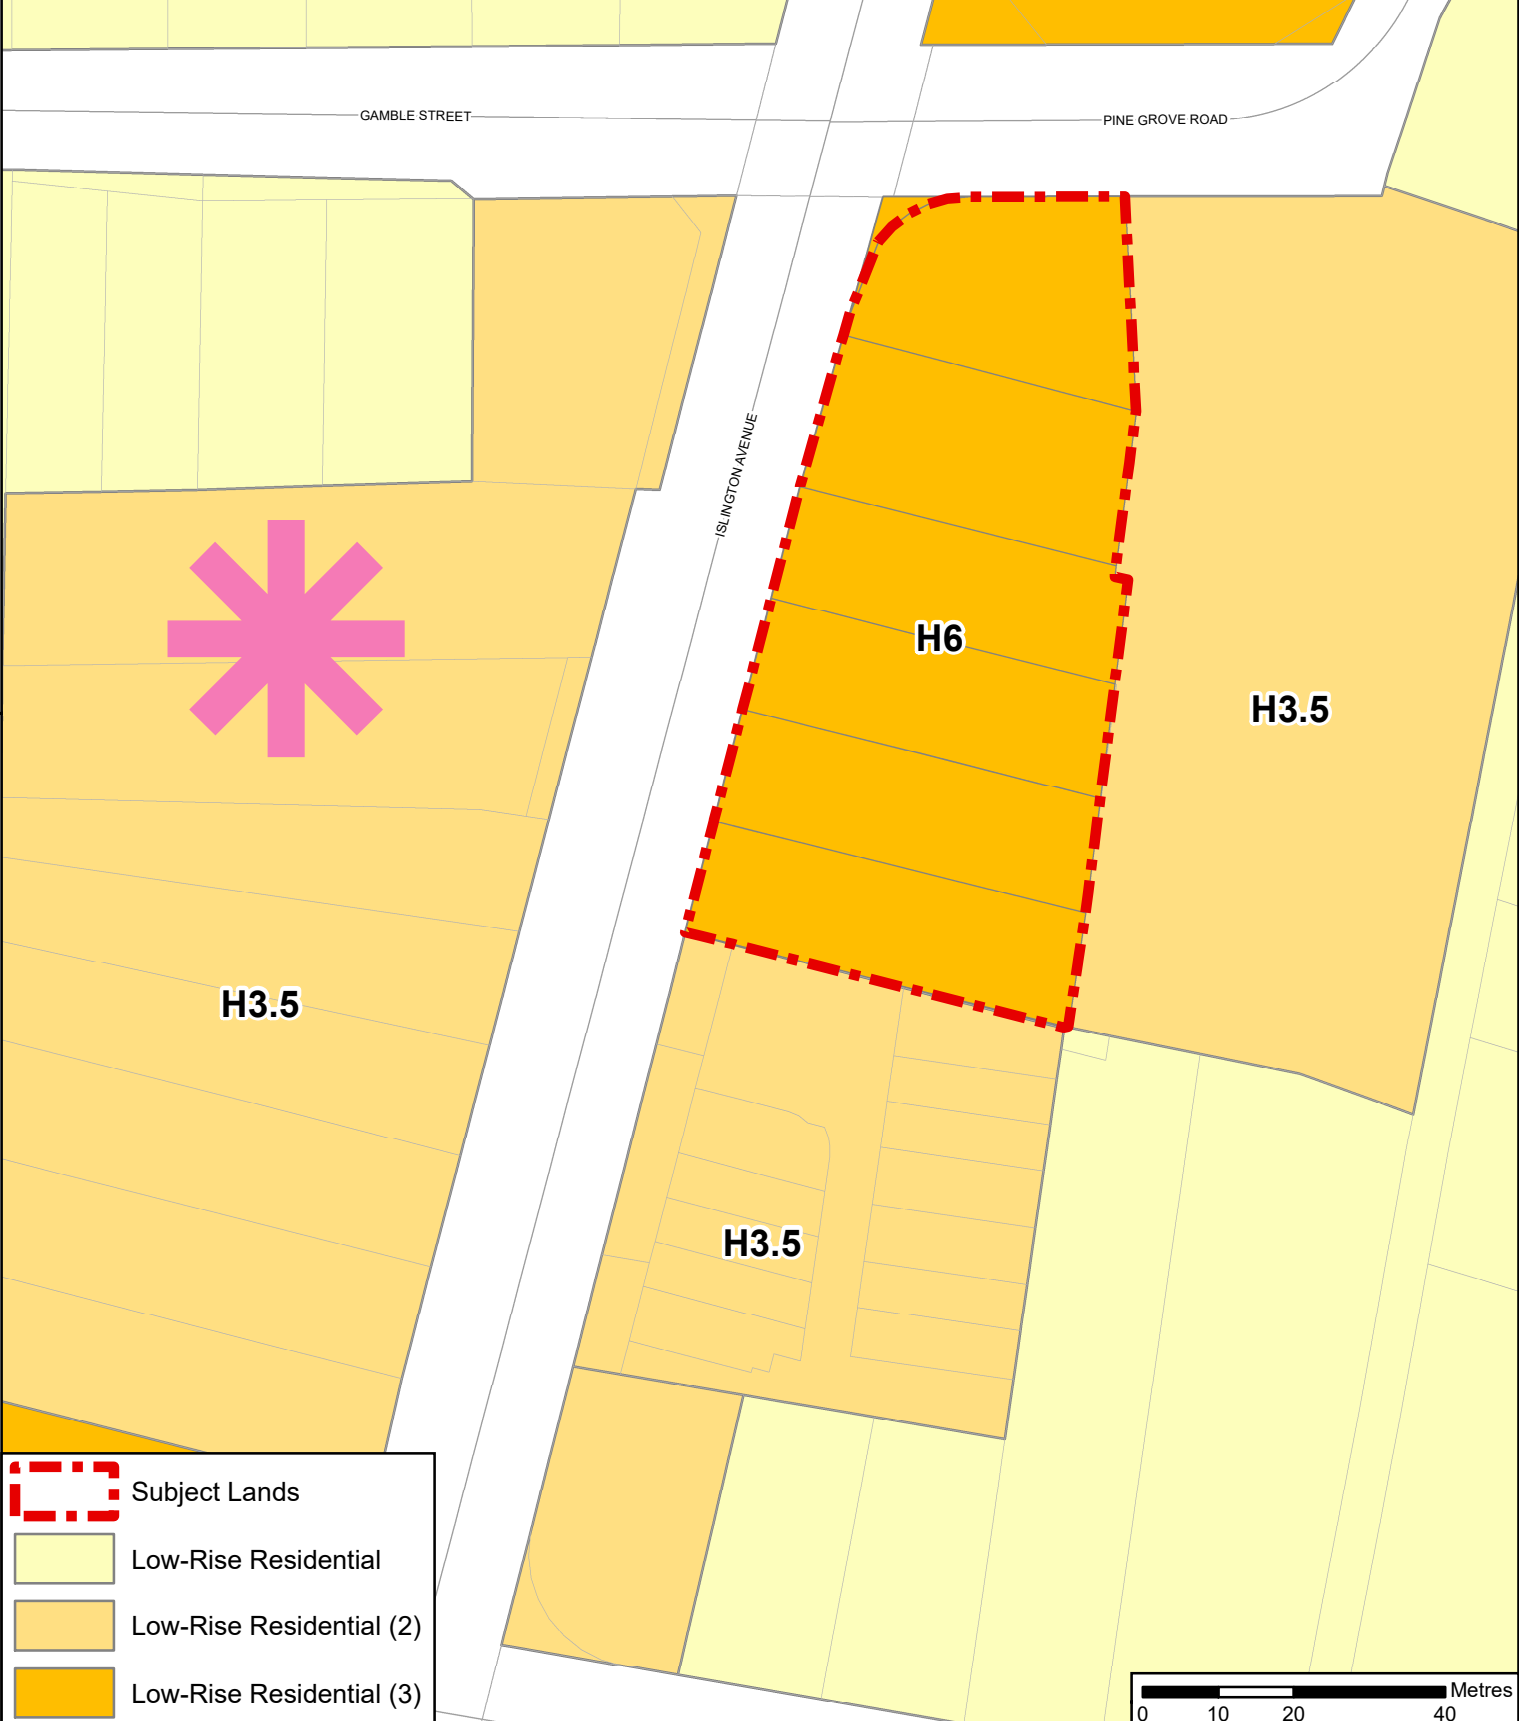 GAMBLE STREET
PINE GROVE ROAD
ISLINGTON AVENUE
H6
H3.5
H3.5
H3.5
Subject Lands
Low-Rise Residential
Low-Rise Residential (2)
Low-Rise Residential (3)
Metres
0 10 20 40